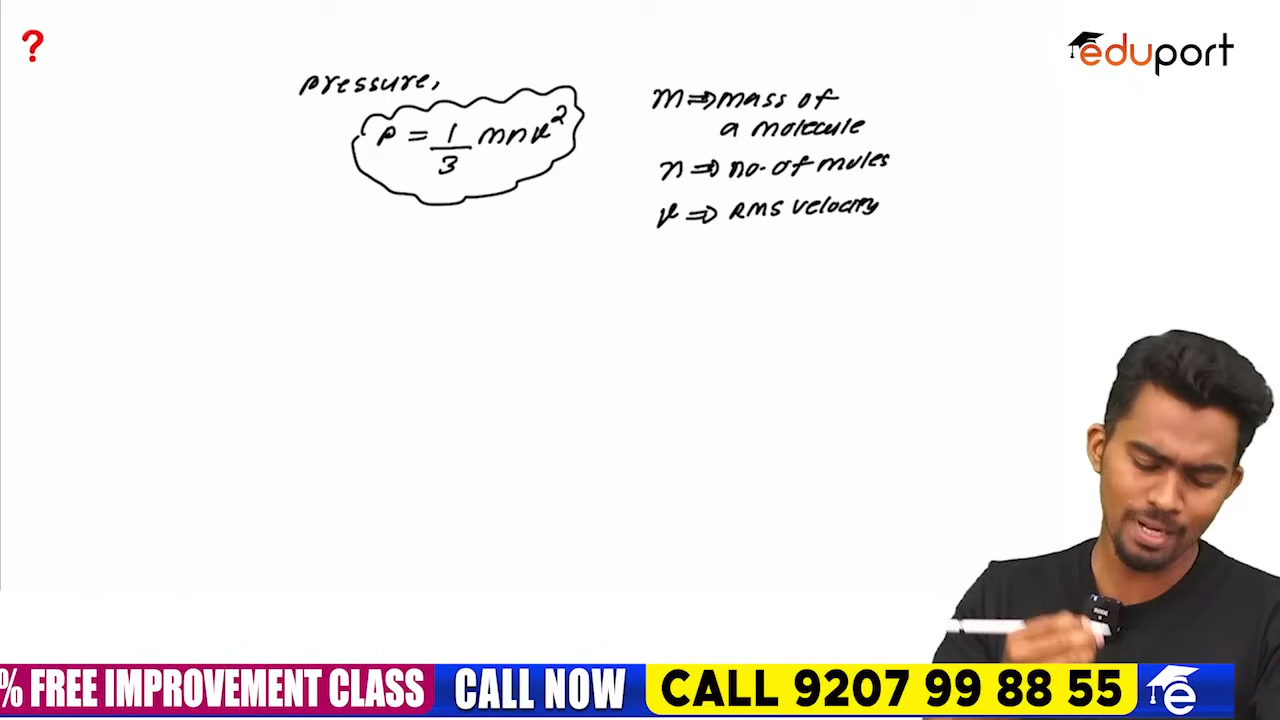 ?
eduport
pressure,
P = 1/3 mnv²
m ⇒ mass of
a molecule
n ⇒ no. of moles
v ⇒ RMS velocity
RODE
% FREE IMPROVEMENT CLASS
CALL NOW
CALL 9207 99 88 55
e